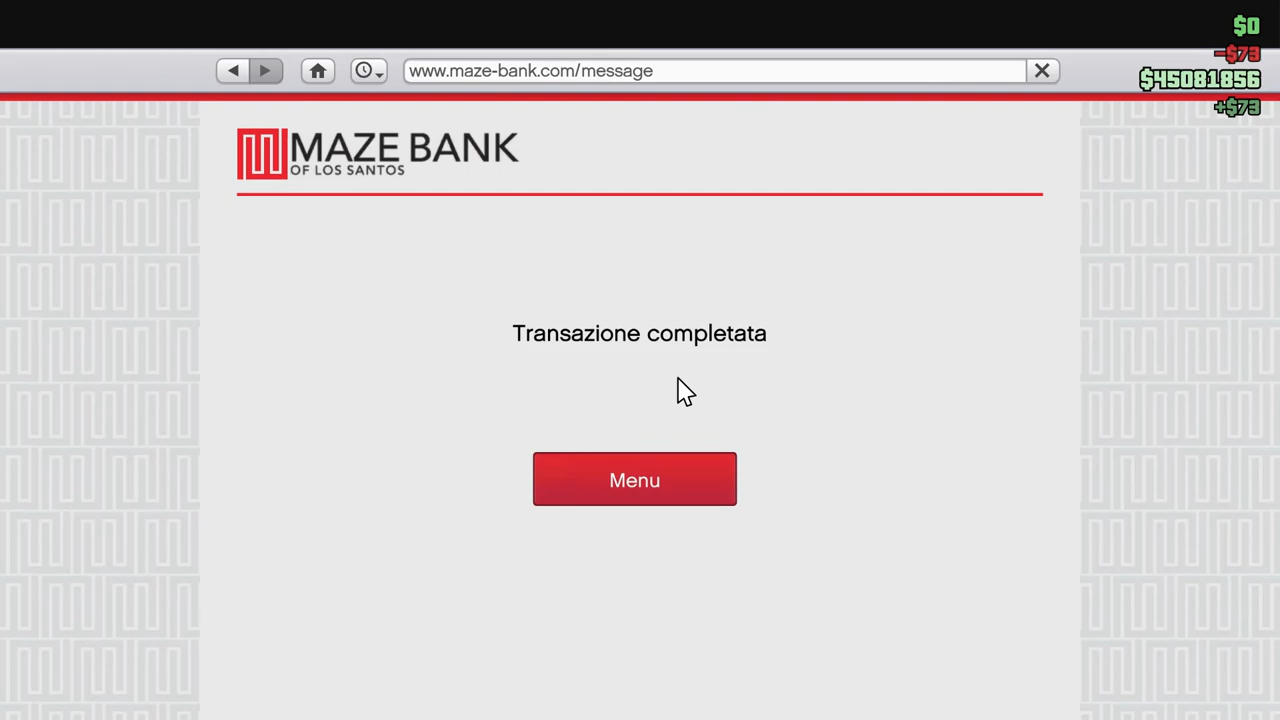 $0
-$73
www.maze-bank.com/message
$45081856
+$73
MAZE BANK
OF LOS SANTOS
Transazione completata
Menu